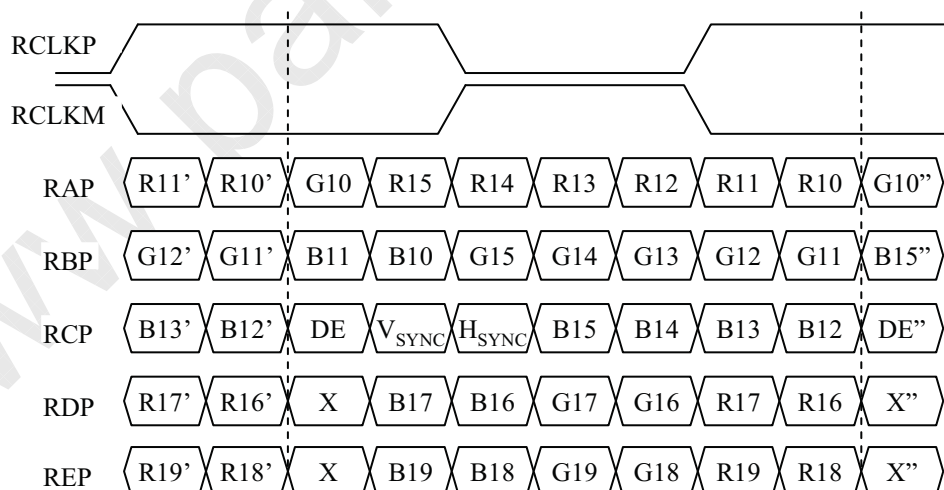 RCLKP
RCLKM
RAP R11’ R10’ G10 R15 R14 R13 R12 R11 R10 G10”
RBP G12’ G11’ B11 B10 G15 G14 G13 G12 G11 B15”
RCP B13’ B12’ DE VSYNC HSYNC B15 B14 B13 B12 DE”
RDP R17’ R16’ X B17 B16 G17 G16 R17 R16 X”
REP R19’ R18’ X B19 B18 G19 G18 R19 R18 X”